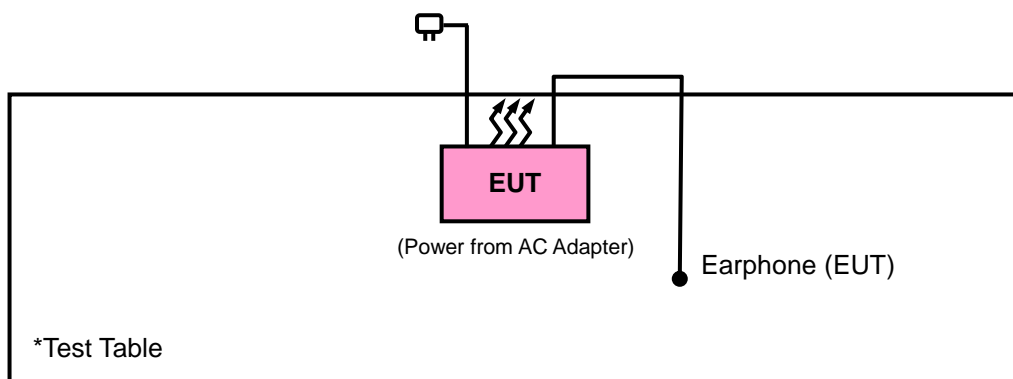 EUT
(Power from AC Adapter)
Earphone (EUT)
*Test Table